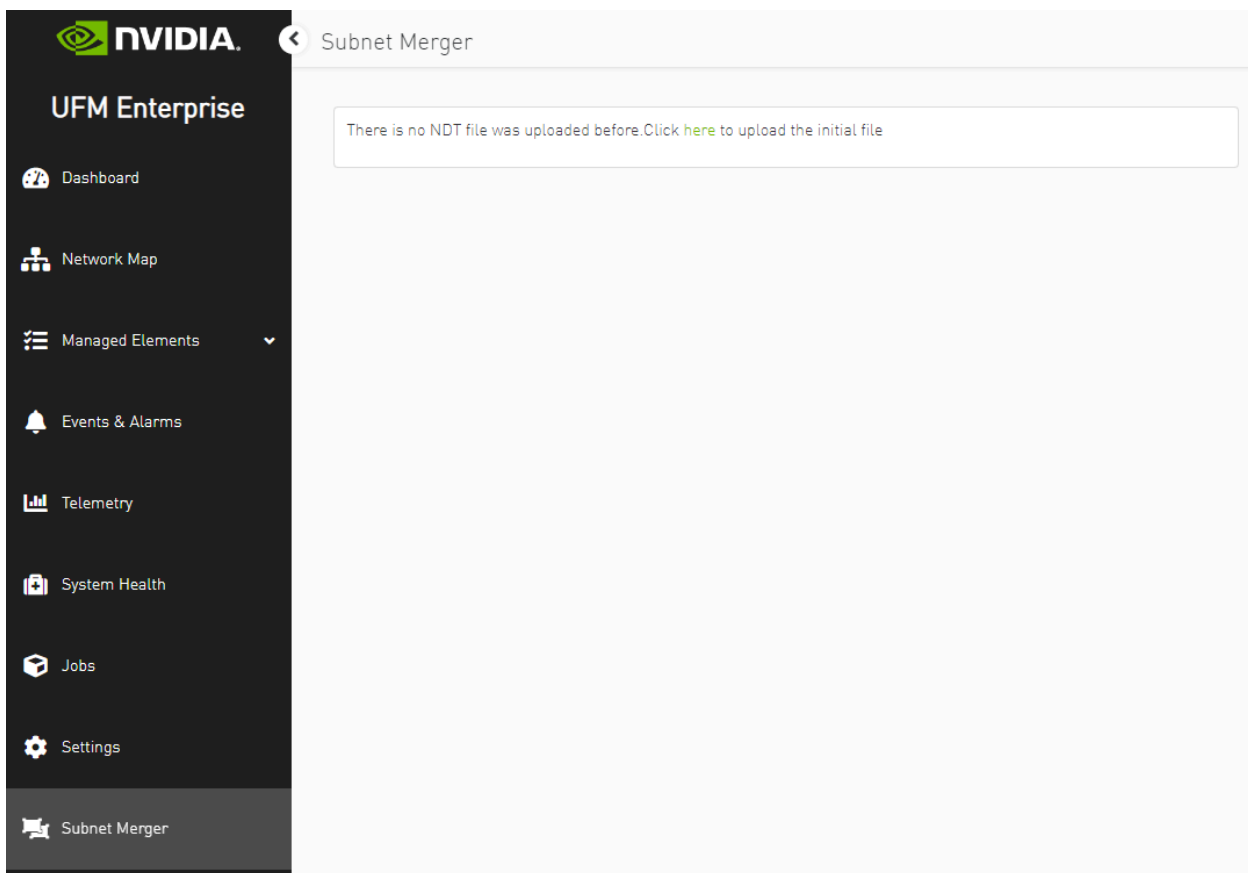 NVIDIA.
UFM Enterprise
Dashboard
Network Map
Managed Elements
Events & Alarms
Telemetry
System Health
Jobs
Settings
Subnet Merger
Subnet Merger
There is no NDT file was uploaded before.Click here to upload the initial file